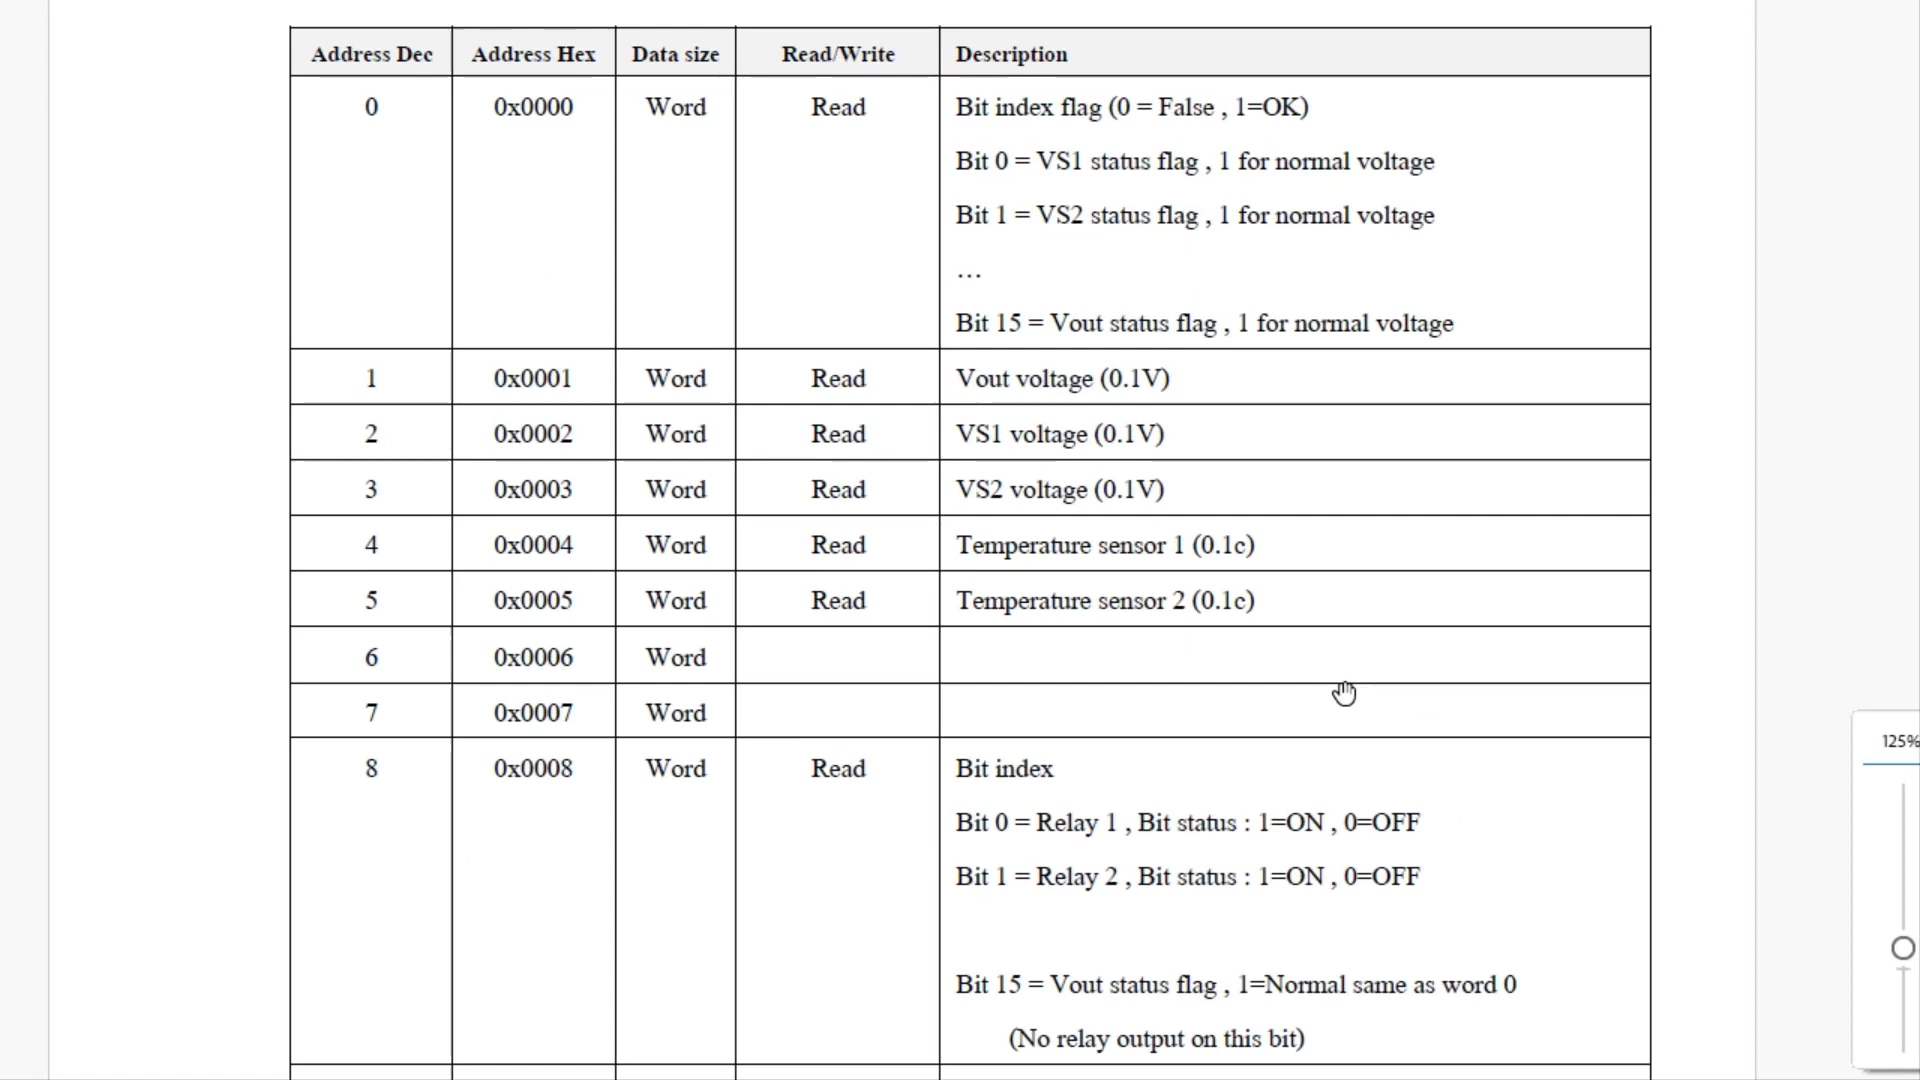 Address Dec Address Hex Data size Read/Write Description
0 0x0000 Word Read Bit index flag (0 = False , 1=OK)
Bit 0 = VS1 status flag , 1 for normal voltage
Bit 1 = VS2 status flag , 1 for normal voltage
…
Bit 15 = Vout status flag , 1 for normal voltage
1 0x0001 Word Read Vout voltage (0.1V)
2 0x0002 Word Read VS1 voltage (0.1V)
3 0x0003 Word Read VS2 voltage (0.1V)
4 0x0004 Word Read Temperature sensor 1 (0.1c)
5 0x0005 Word Read Temperature sensor 2 (0.1c)
6 0x0006 Word
7 0x0007 Word
8 0x0008 Word Read Bit index
Bit 0 = Relay 1 , Bit status : 1=ON , 0=OFF
Bit 1 = Relay 2 , Bit status : 1=ON , 0=OFF
Bit 15 = Vout status flag , 1=Normal same as word 0
(No relay output on this bit)
125%